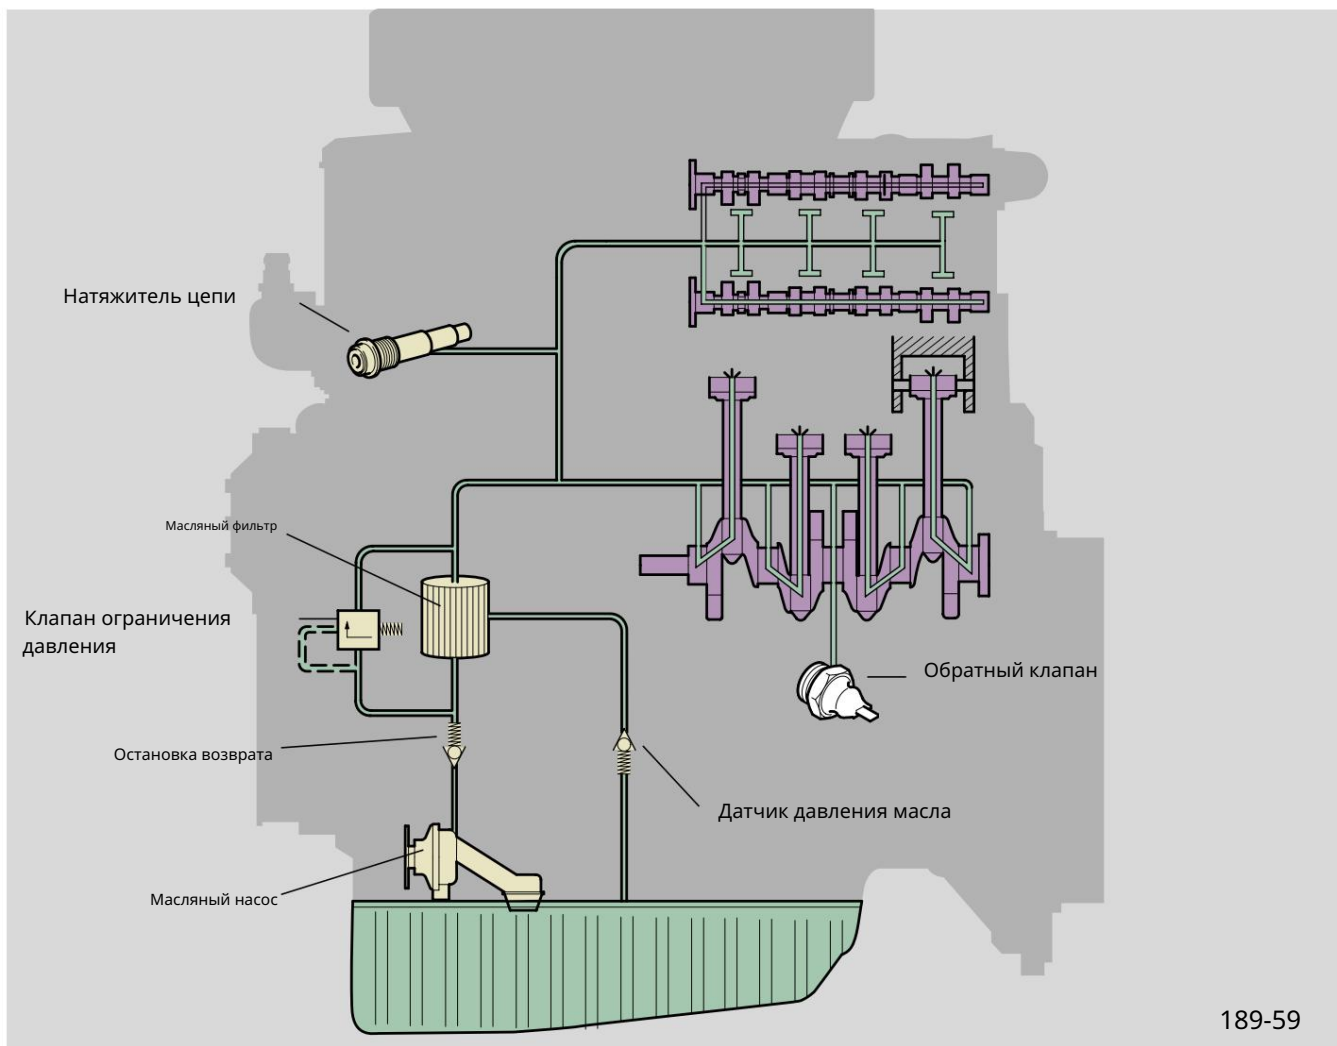 Натяжитель цепи
Масляный фильтр
Клапан ограничения
давления
Обратный клапан
Остановка возврата
Датчик давления масла
Масляный насос
189-59